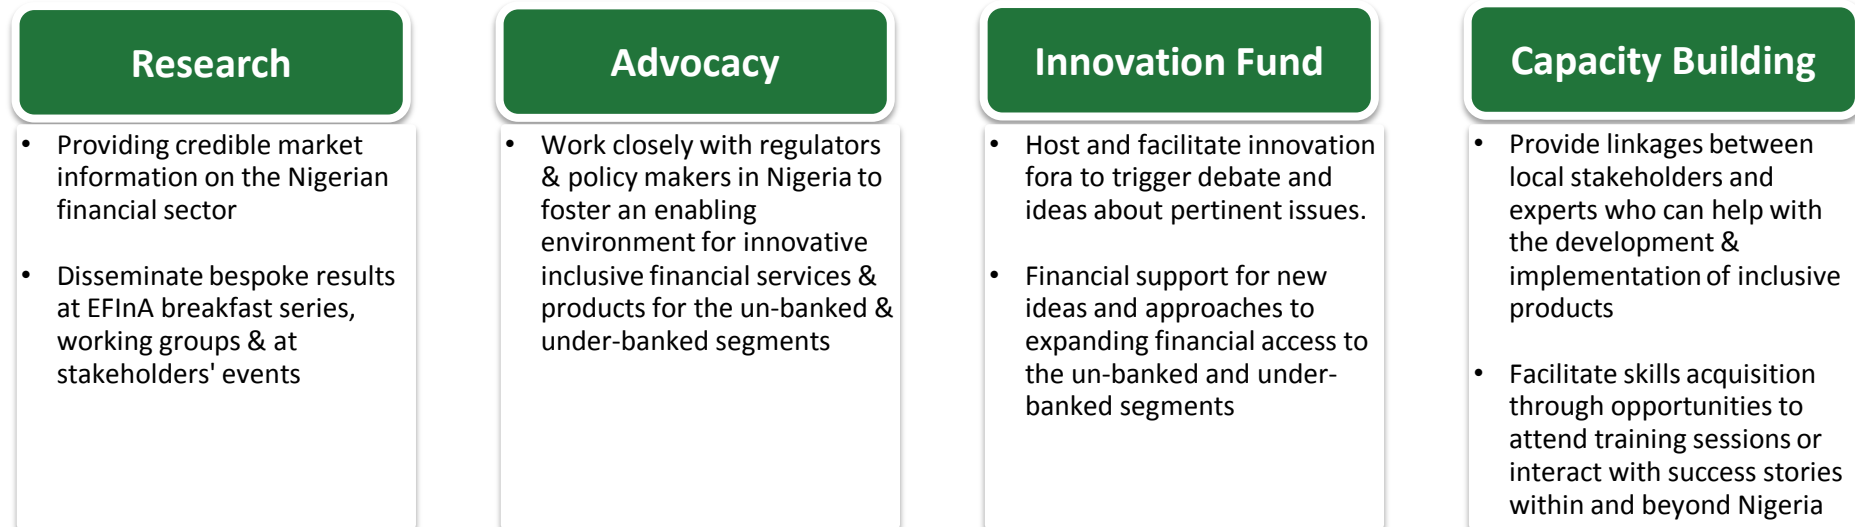 Research
• Providing credible market
information on the Nigerian
financial sector
• Disseminate bespoke results
at EFInA breakfast series,
working groups & at
stakeholders' events
Advocacy
• Work closely with regulators
& policy makers in Nigeria to
foster an enabling
environment for innovative
inclusive financial services &
products for the un-banked &
under-banked segments
Innovation Fund
• Host and facilitate innovation
fora to trigger debate and
ideas about pertinent issues.
• Financial support for new
ideas and approaches to
expanding financial access to
the un-banked and under-
banked segments
Capacity Building
• Provide linkages between
local stakeholders and
experts who can help with
the development &
implementation of inclusive
products
• Facilitate skills acquisition
through opportunities to
attend training sessions or
interact with success stories
within and beyond Nigeria